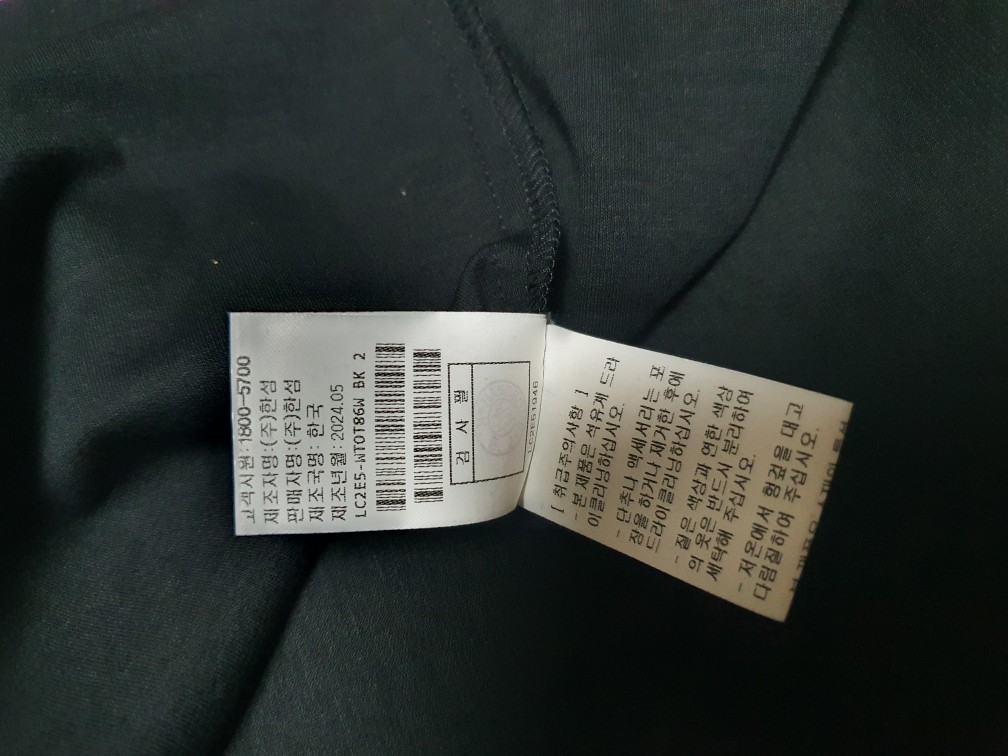 고객지원:1800-5700
제조자명:(주)한섬
판매자명:(주)한섬
제조국명: 한국
제조년월:2024.05
LC2E5-WTOT86W BK 2
검 사 필
[ 취급주의사항 ]
- 본 제품은 석유계 드라
이클리닝하십시오.
- 단추나 액세서리는 포
장을 하거나 제거한 후에
드라이클리닝하십시오.
- 짙은 색상과 연한 색상
의 옷은 반드시 분리하여
세탁해 주십시오.
- 저온에서 헝겊을 대고
다림질하여 주십시오.